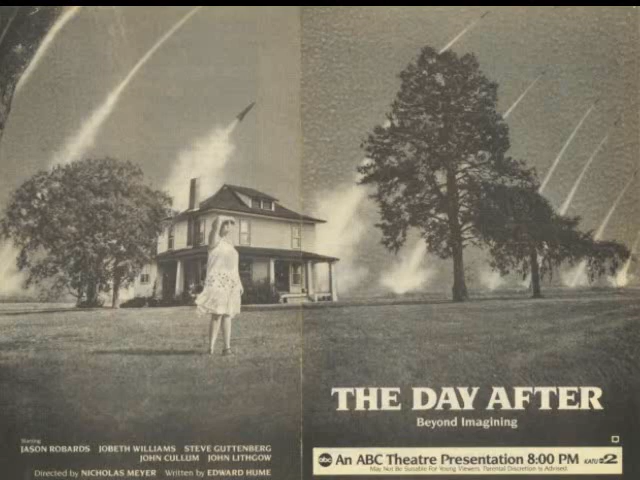 Starring
JASON ROBARDS JOBETH WILLIAMS STEVE GUTTENBERG
JOHN CULLUM JOHN LITHGOW
Directed by NICHOLAS MEYER Written by EDWARD HUME
THE DAY AFTER
Beyond Imagining
abc An ABC Theatre Presentation 8:00 PM KATU 2
May Not Be Suitable For Young Viewers. Parental Discretion Is Advised.